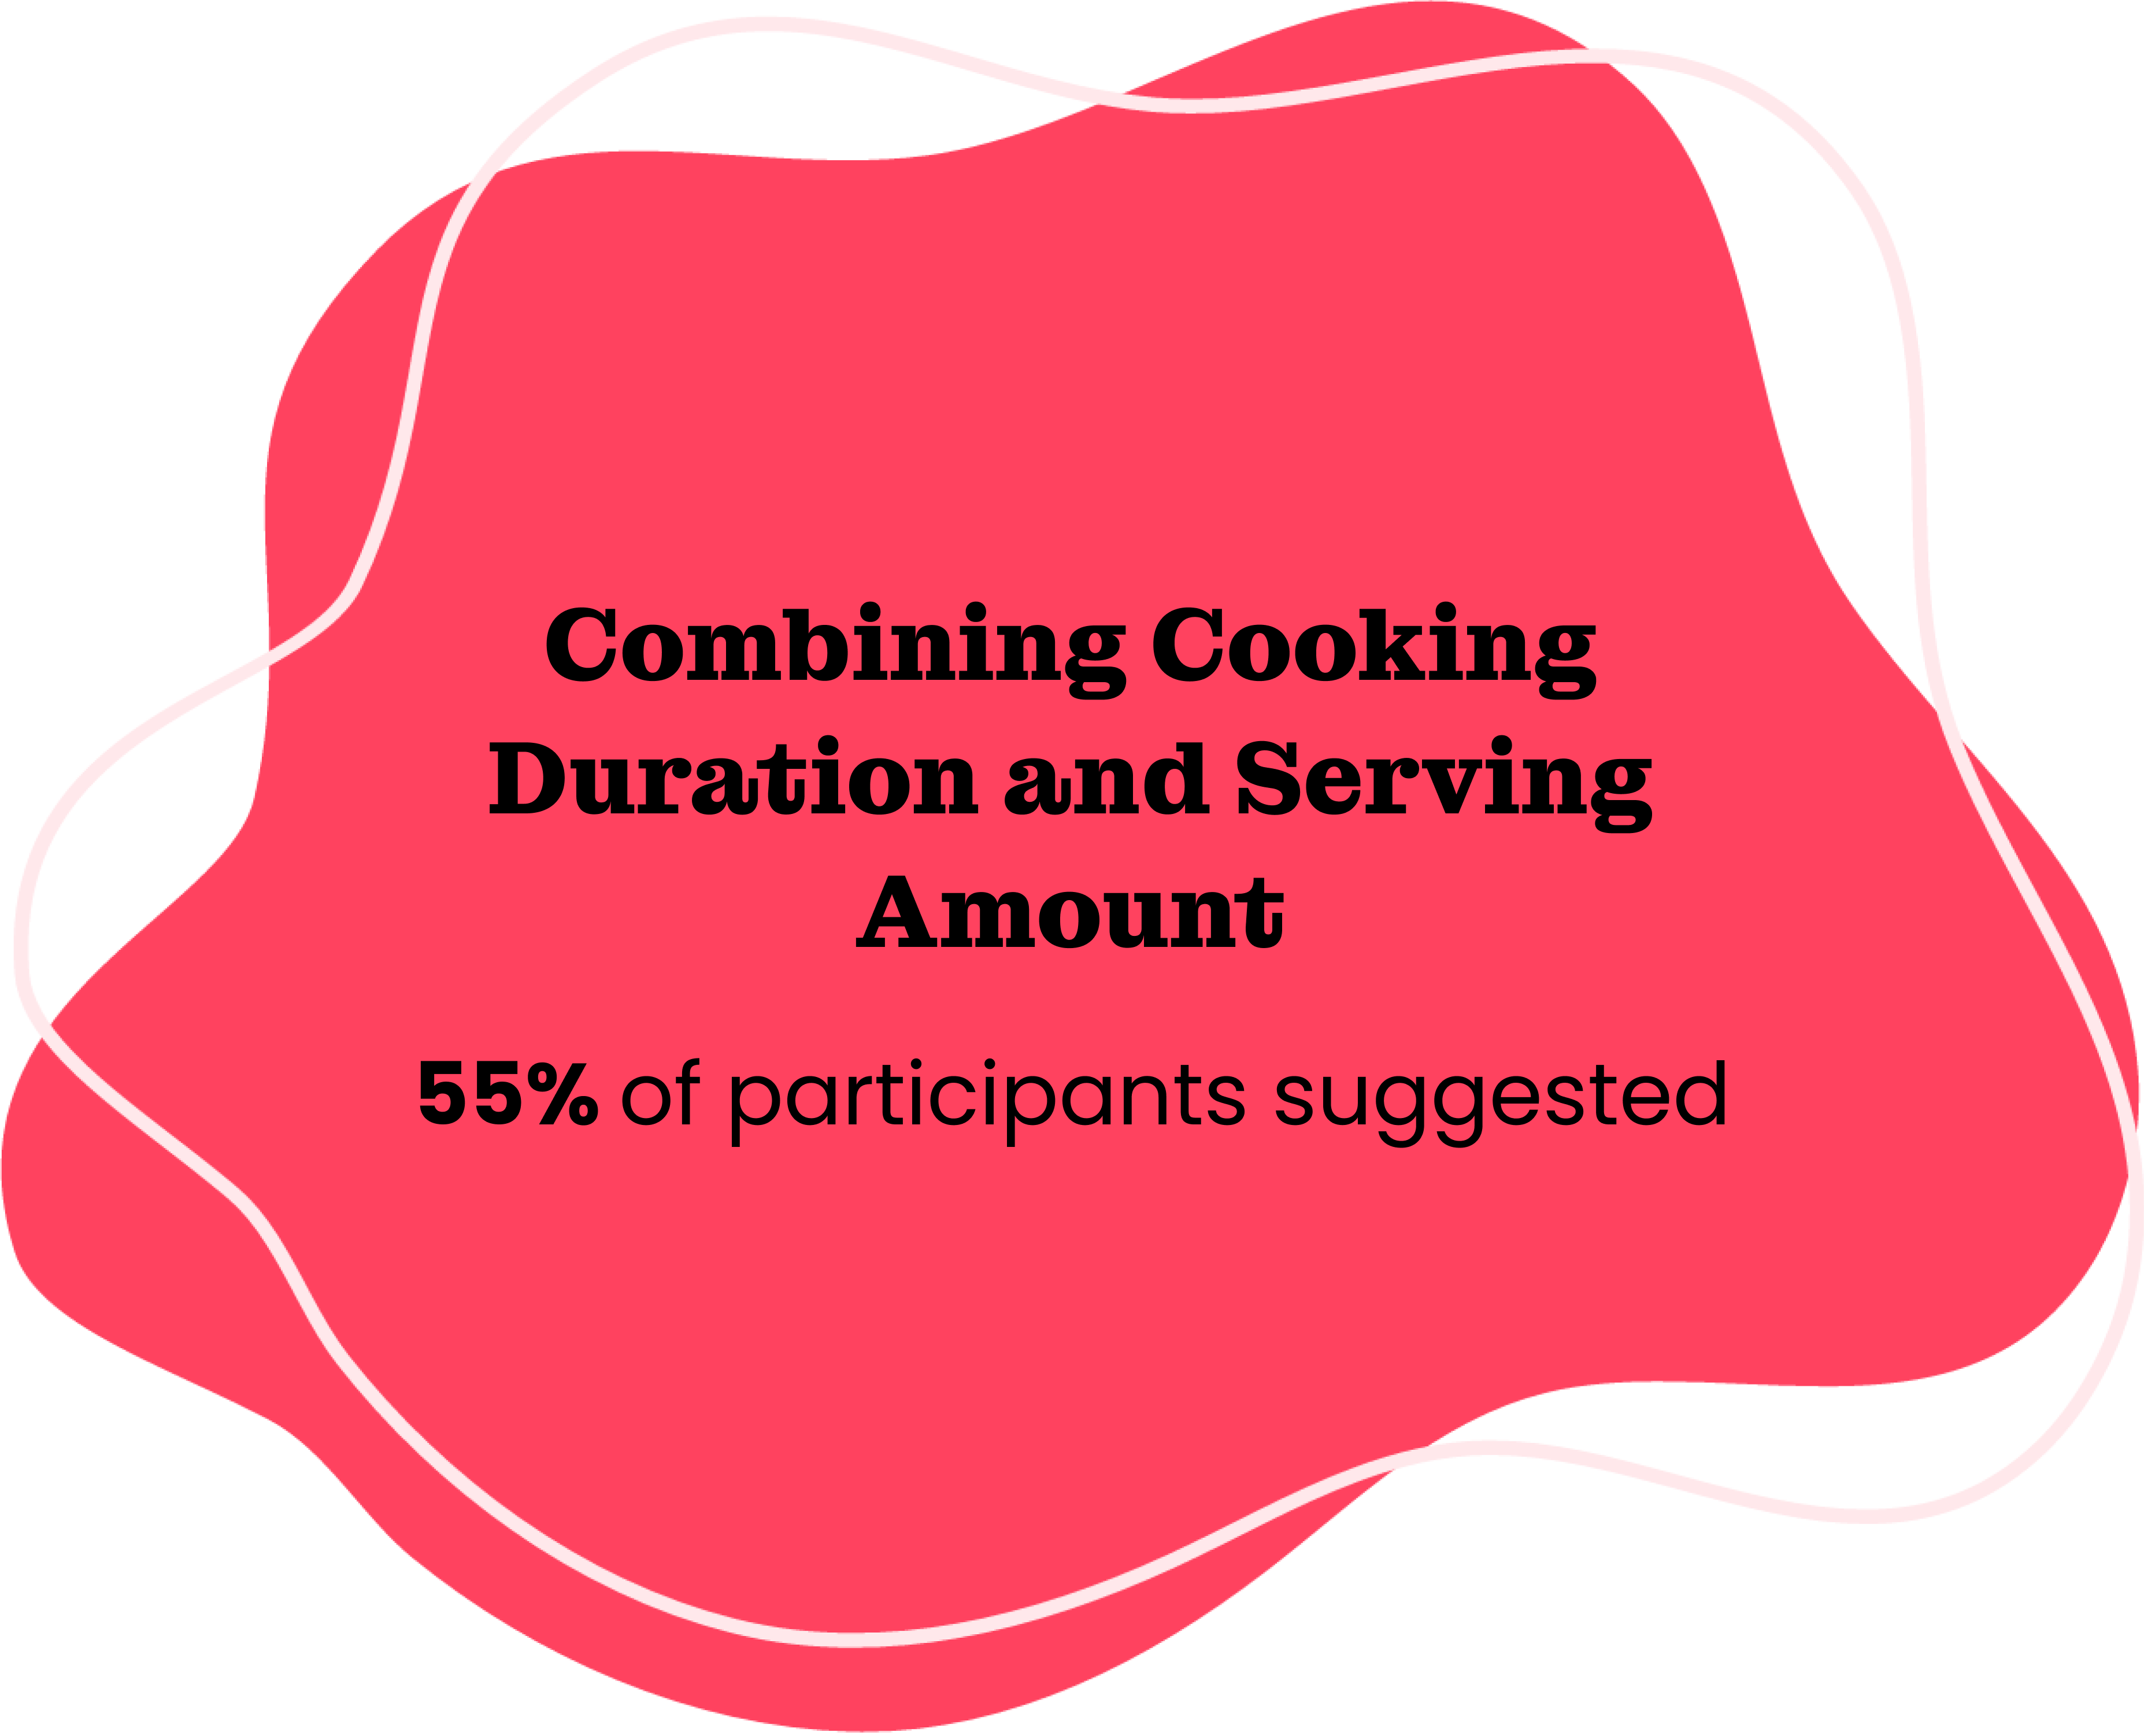 Combining Cooking
Duration and Serving
Amount
55% of participants suggested